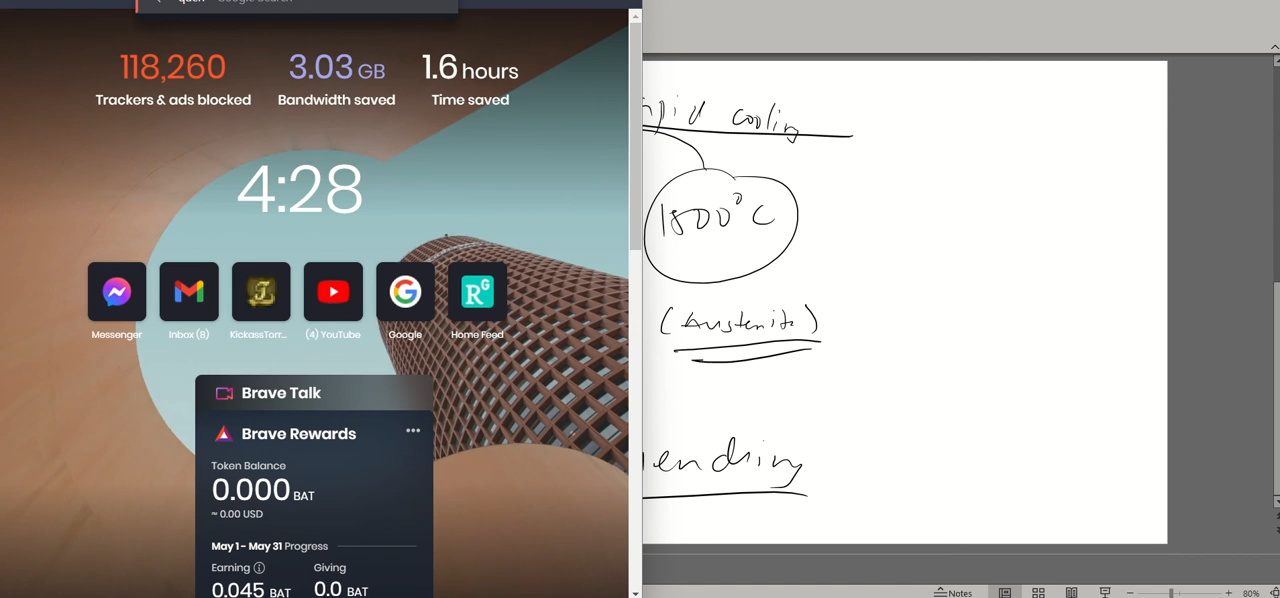 118,260
3.03 GB
1.6 hours
Trackers & ads blocked
Bandwidth saved
Time saved
4:28
Messenger
Inbox (8)
KickassTorr...
(4) YouTube
Google
Home Feed
Brave Talk
Brave Rewards
Token Balance
0.000 BAT
~ 0.00 USD
May 1 - May 31 Progress
Earning
Giving
0.045 BAT
0.0 BAT
cooling
1800°C
(Austenite)
Notes
80%